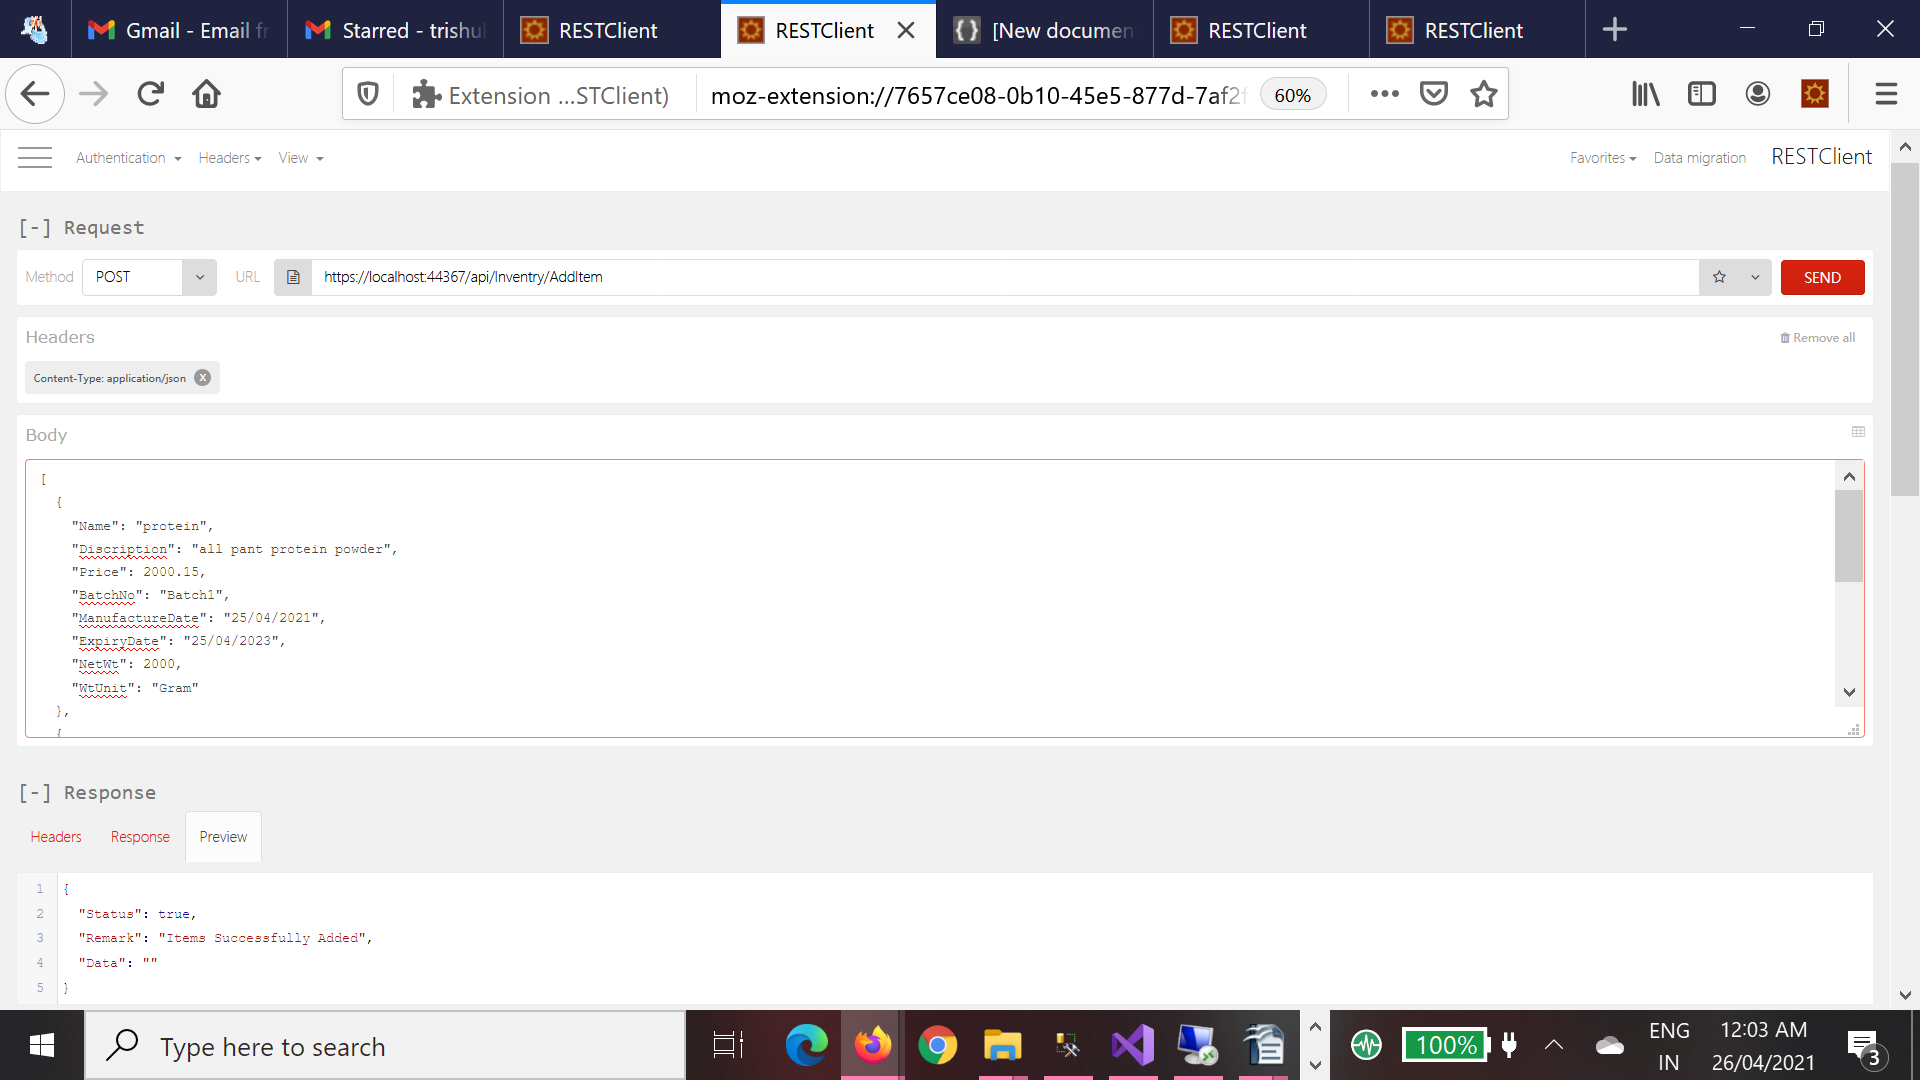 Gmail - Email fr
Starred - trishul
RESTClient
RESTClient
[New documen
RESTClient
RESTClient
Extension ...STClient)
moz-extension://7657ce08-0b10-45e5-877d-7af2f
60%
Authentication
Headers
View
Favorites
Data migration
RESTClient
[-] Request
Method
POST
URL
https://localhost:44367/api/Inventry/AddItem
SEND
Headers
Remove all
Content-Type: application/json
Body
[
{
"Name": "protein",
"Discription": "all pant protein powder",
"Price": 2000.15,
"BatchNo": "Batch1",
"ManufactureDate": "25/04/2021",
"ExpiryDate": "25/04/2023",
"NetWt": 2000,
"WtUnit": "Gram"
},
{
[-] Response
Headers
Response
Preview
1 {
2 "Status": true,
3 "Remark": "Items Successfully Added",
4 "Data": ""
5 }
Type here to search
100%
ENG
IN
12:03 AM
26/04/2021
3